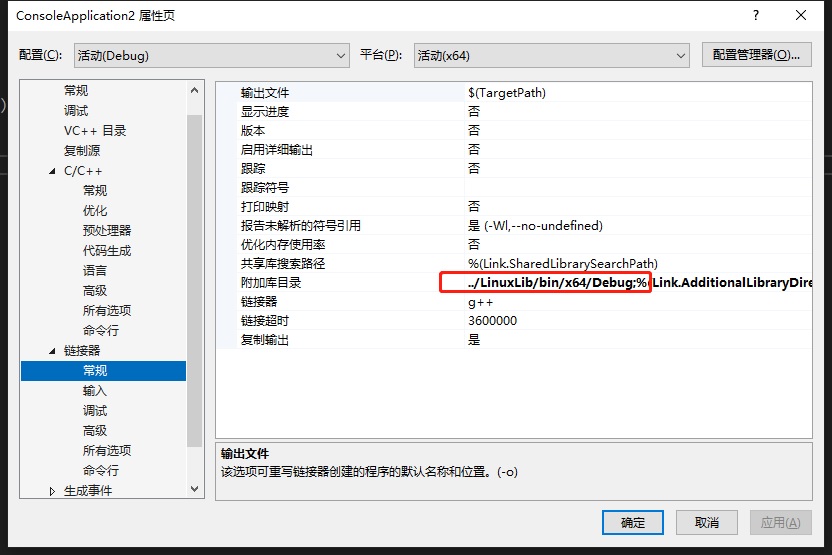 ConsoleApplication2 属性页
配置(C): 活动(Debug) 平台(P): 活动(x64) 配置管理器(O)...
常规
调试
VC++ 目录
复制源
C/C++
常规
优化
预处理器
代码生成
语言
高级
所有选项
命令行
链接器
常规
输入
调试
高级
所有选项
命令行
生成事件
输出文件 $(TargetPath)
显示进度 否
版本 否
启用详细输出 否
跟踪 否
跟踪符号
打印映射 否
报告未解析的符号引用 是 (-Wl,--no-undefined)
优化内存使用率 否
共享库搜索路径 %(Link.SharedLibrarySearchPath)
附加库目录 ../LinuxLib/bin/x64/Debug;%(Link.AdditionalLibraryDire
链接器 g++
链接超时 3600000
复制输出 是
输出文件
该选项可重写链接器创建的程序的默认名称和位置。(-o)
确定 取消 应用(A)